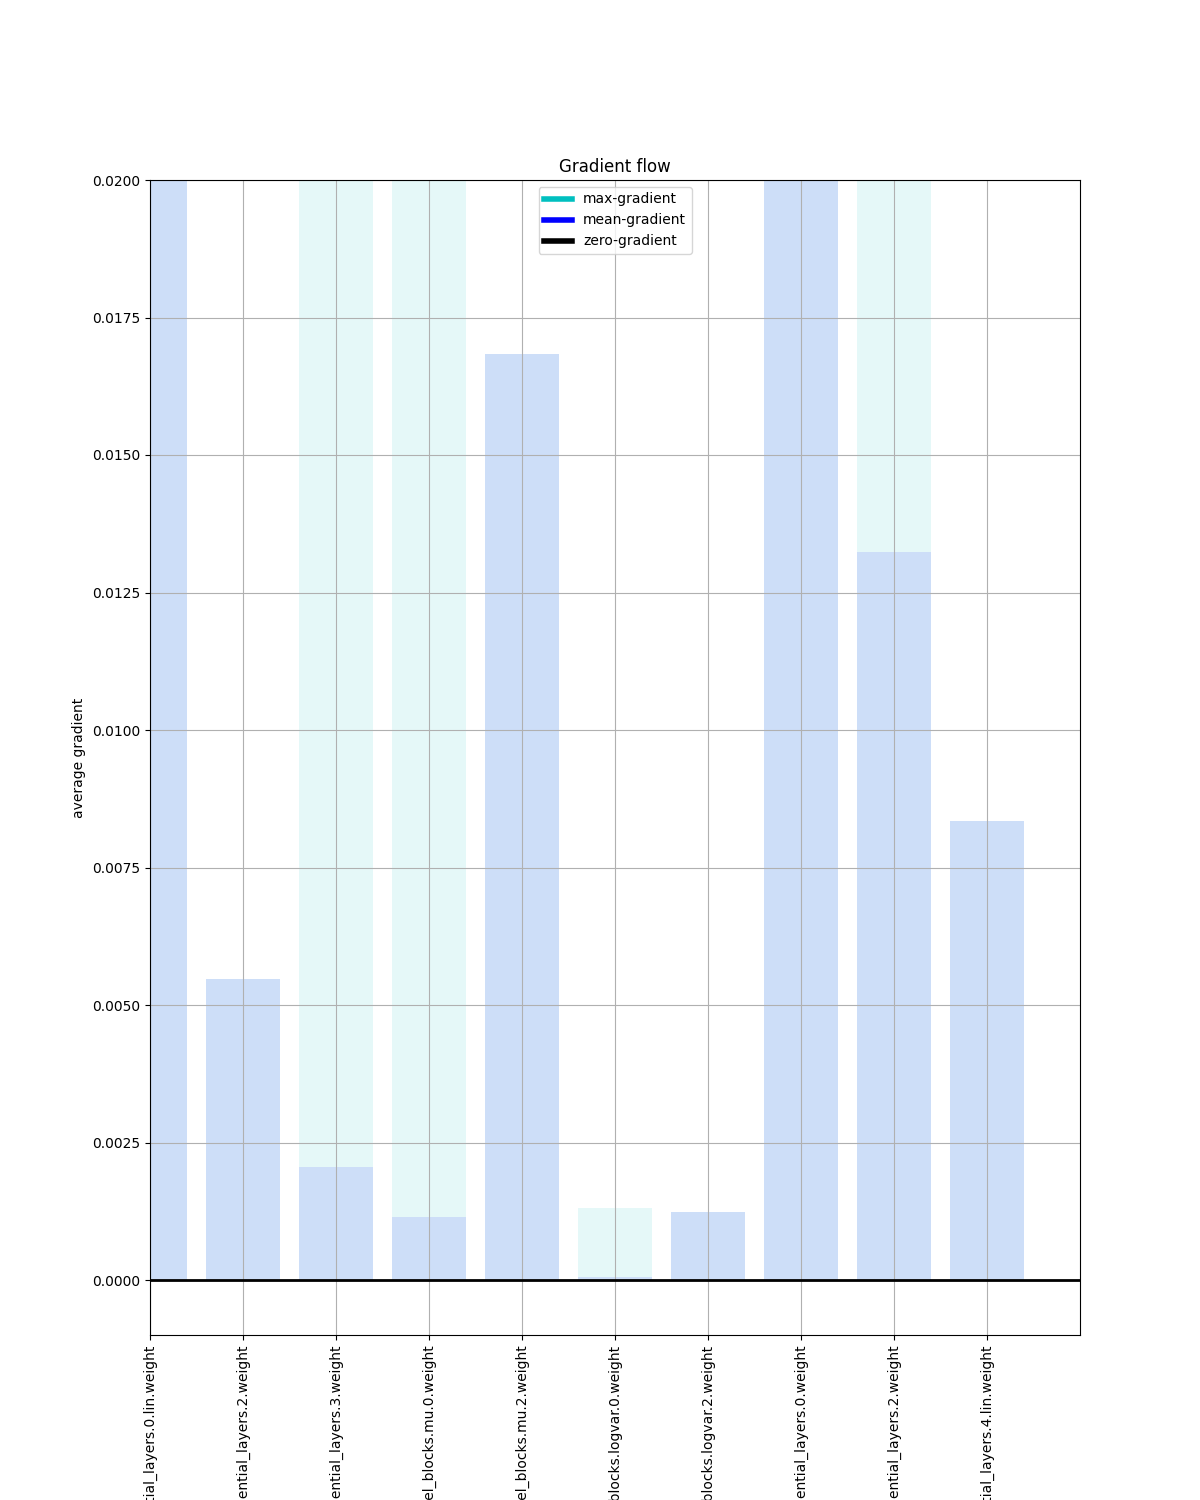 Gradient flow
max-gradient
mean-gradient
zero-gradient
0.0200
0.0175
0.0150
0.0125
0.0100
0.0075
0.0050
0.0025
0.0000
average gradient
tial_layers.0.lin.weight
ential_layers.2.weight
ential_layers.3.weight
el_blocks.mu.0.weight
el_blocks.mu.2.weight
blocks.logvar.0.weight
blocks.logvar.2.weight
ential_layers.0.weight
ential_layers.2.weight
tial_layers.4.lin.weight